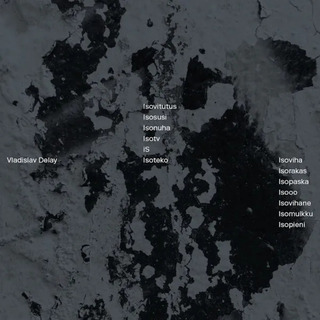 Isovitutus
Isosusi
Isonuha
Isotv
iS
Vladislav Delay
Isoteko
Isoviha
Isorakas
Isopaska
Isooo
Isovihane
Isomulkku
Isopieni